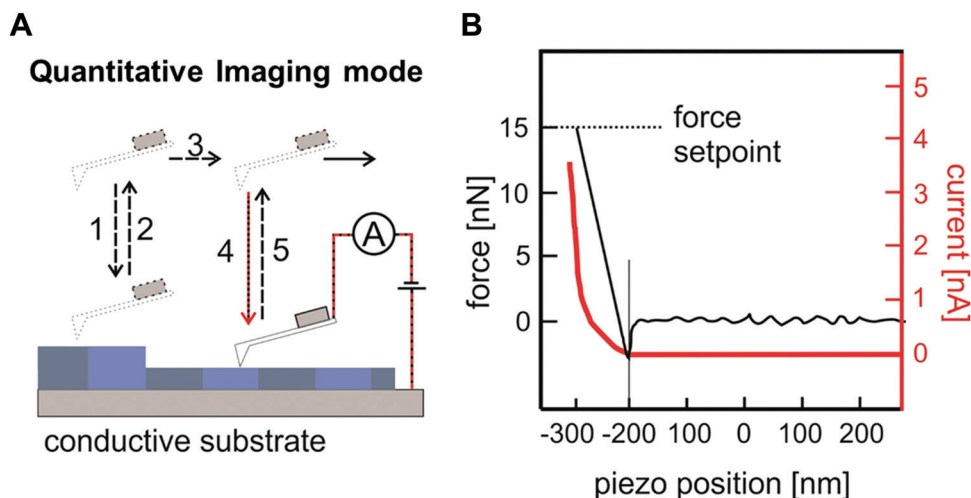 A
Quantitative Imaging mode
3
1
2
4
5
A
conductive substrate
B
force
setpoint
15
10
5
0
force [nN]
5
4
3
2
1
0
current [nA]
-300 -200 100 0 100 200
piezo position [nm]